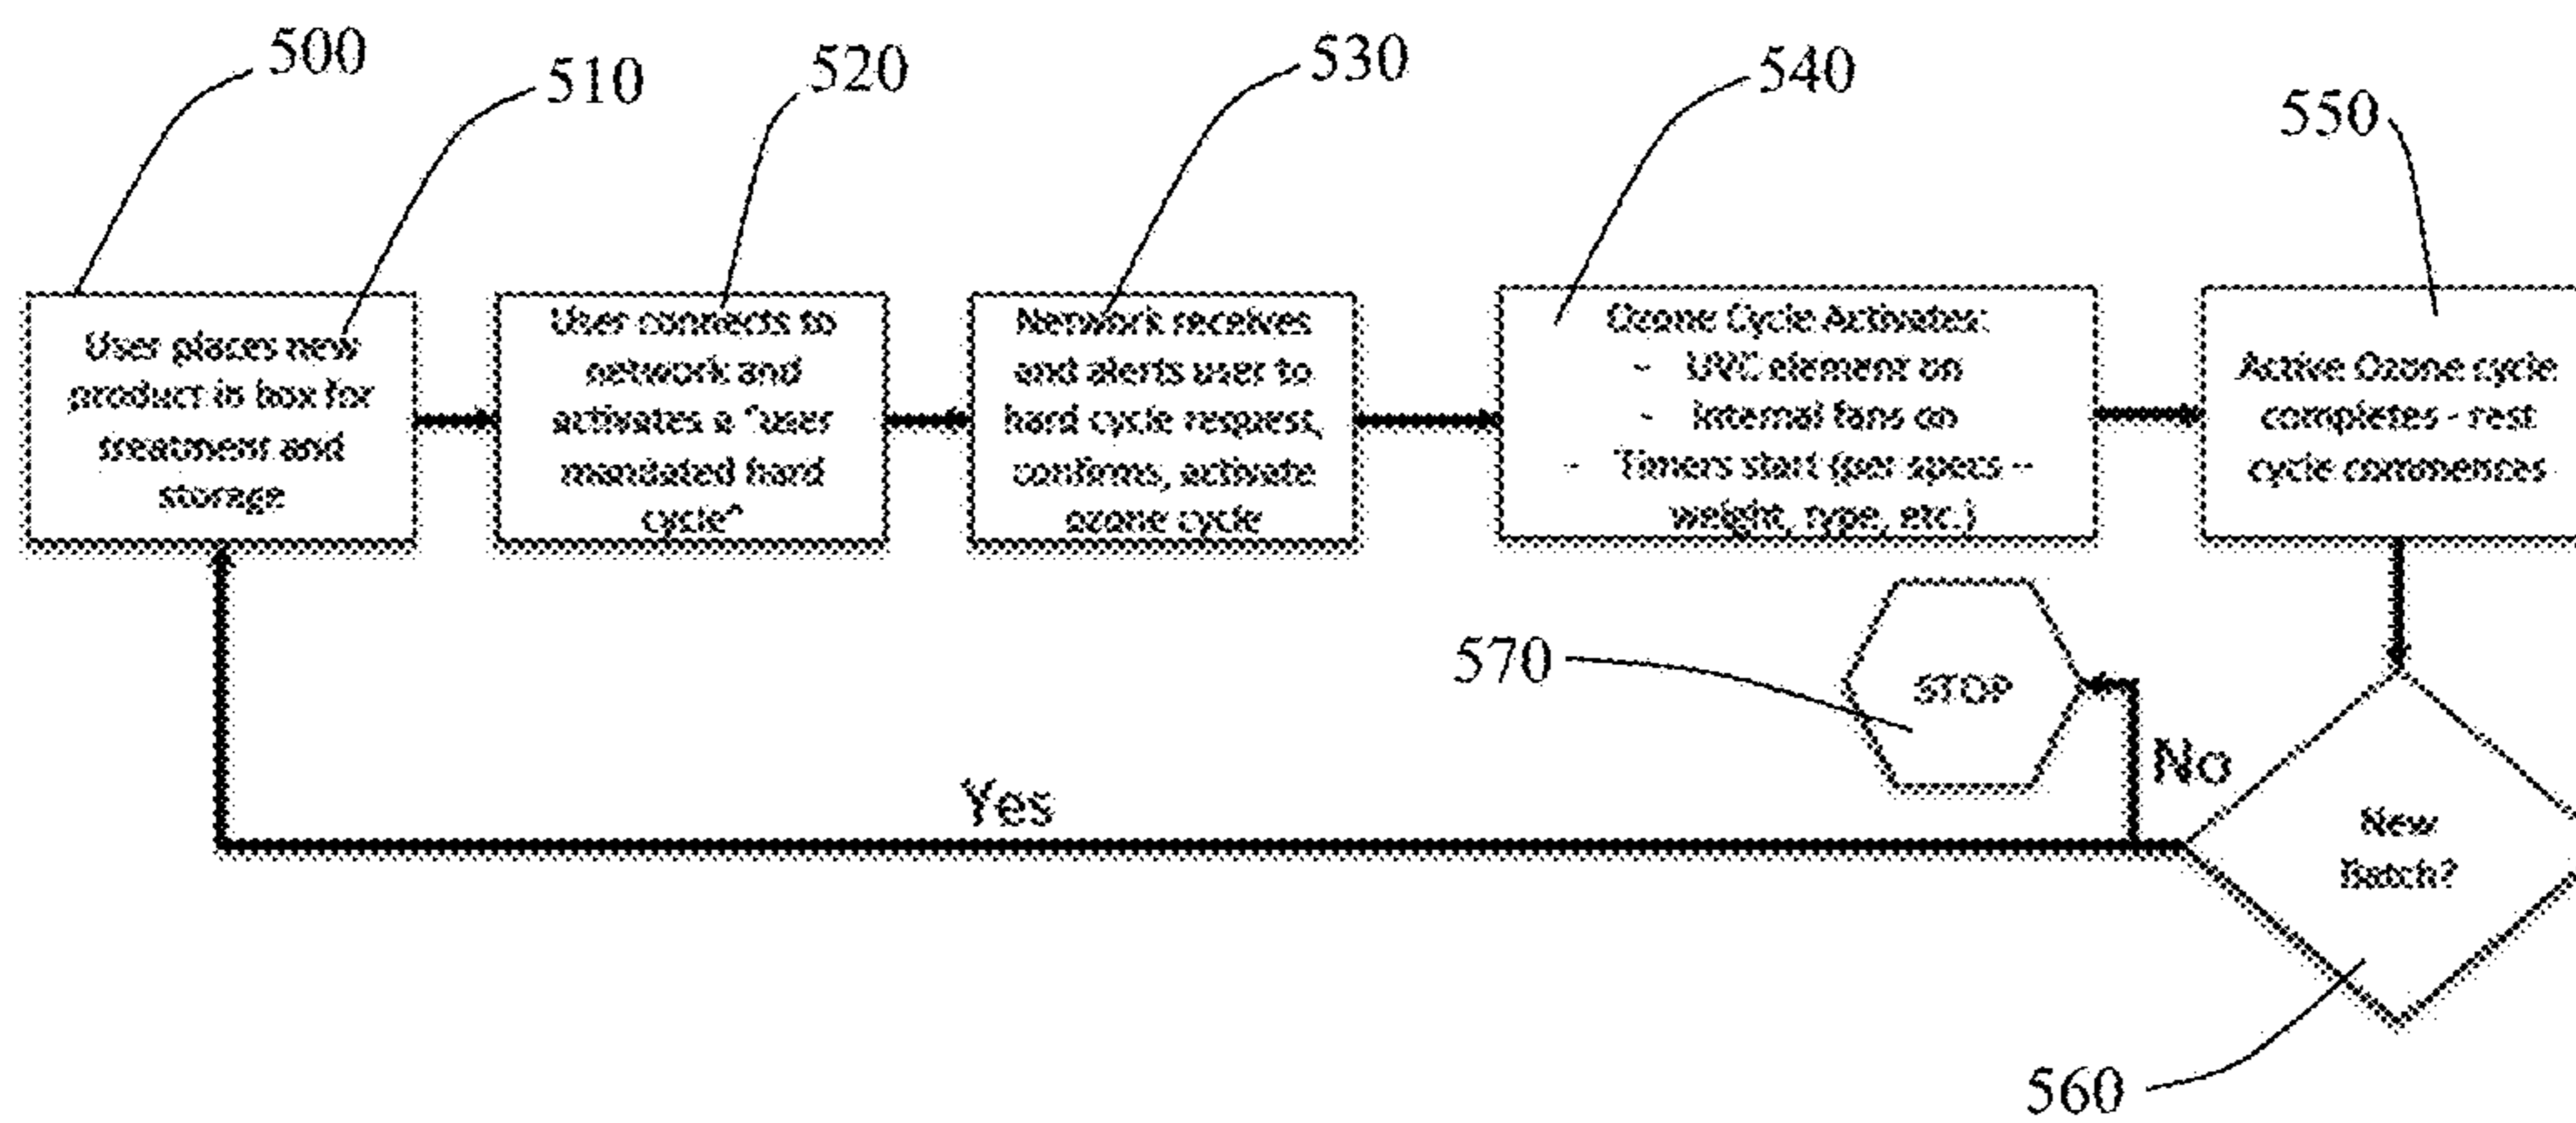 500
510
520
530
540
550
User places new
product in box for
treatment and
storage
User connects to
network and
activates a "user
mandated hard
cycle"
Network receives
and alerts user to
hard cycle request,
confirms, activate
ozone cycle
Ozone Cycle Activates:
- UVC element on
- Internal fans on
- Timers start (per specs –
weight, type, etc.)
Active Ozone cycle
completes - rest
cycle commences
570
STOP
No
Yes
New
Batch?
560